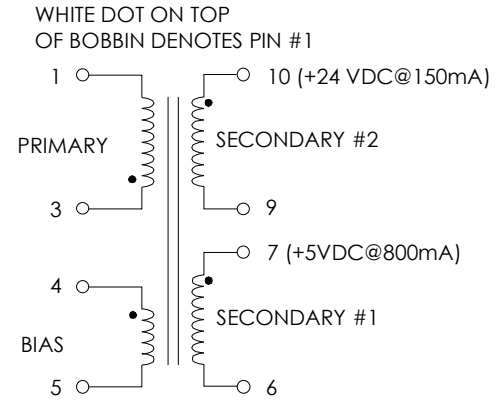 WHITE DOT ON TOP
OF BOBBIN DENOTES PIN #1
1
10 (+24 VDC@150mA)
PRIMARY
SECONDARY #2
3
9
7 (+5VDC@800mA)
4
SECONDARY #1
BIAS
5
6